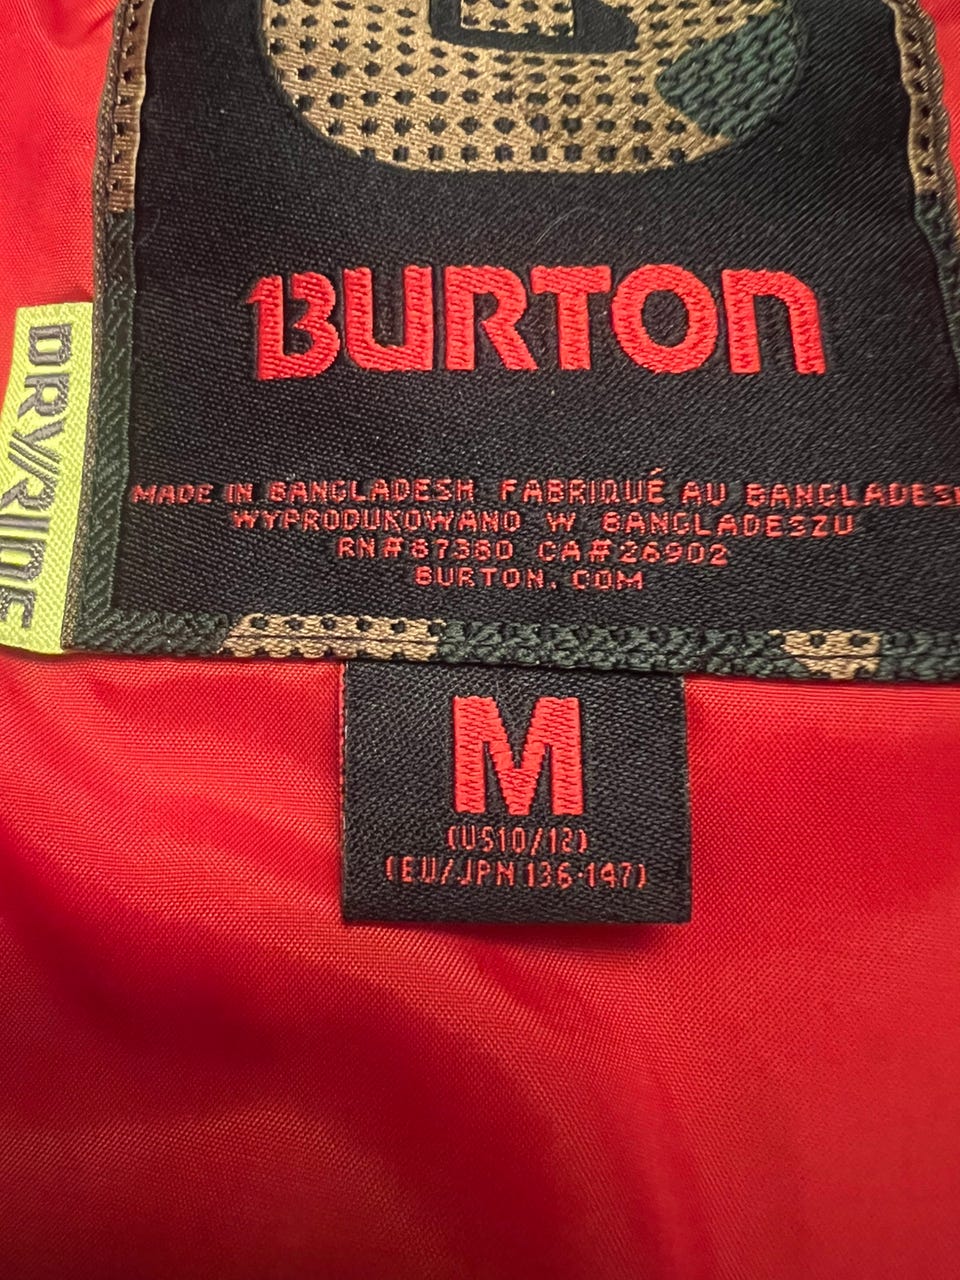 BURTON
DRYRIDE
MADE IN BANGLADESH FABRIQUÉ AU BANGLADESH
WYPRODUKOWANO W BANGLADESZU
RN#87380 CA#26902
BURTON.COM
M
(US10/12)
(EU/JPN 136-147)